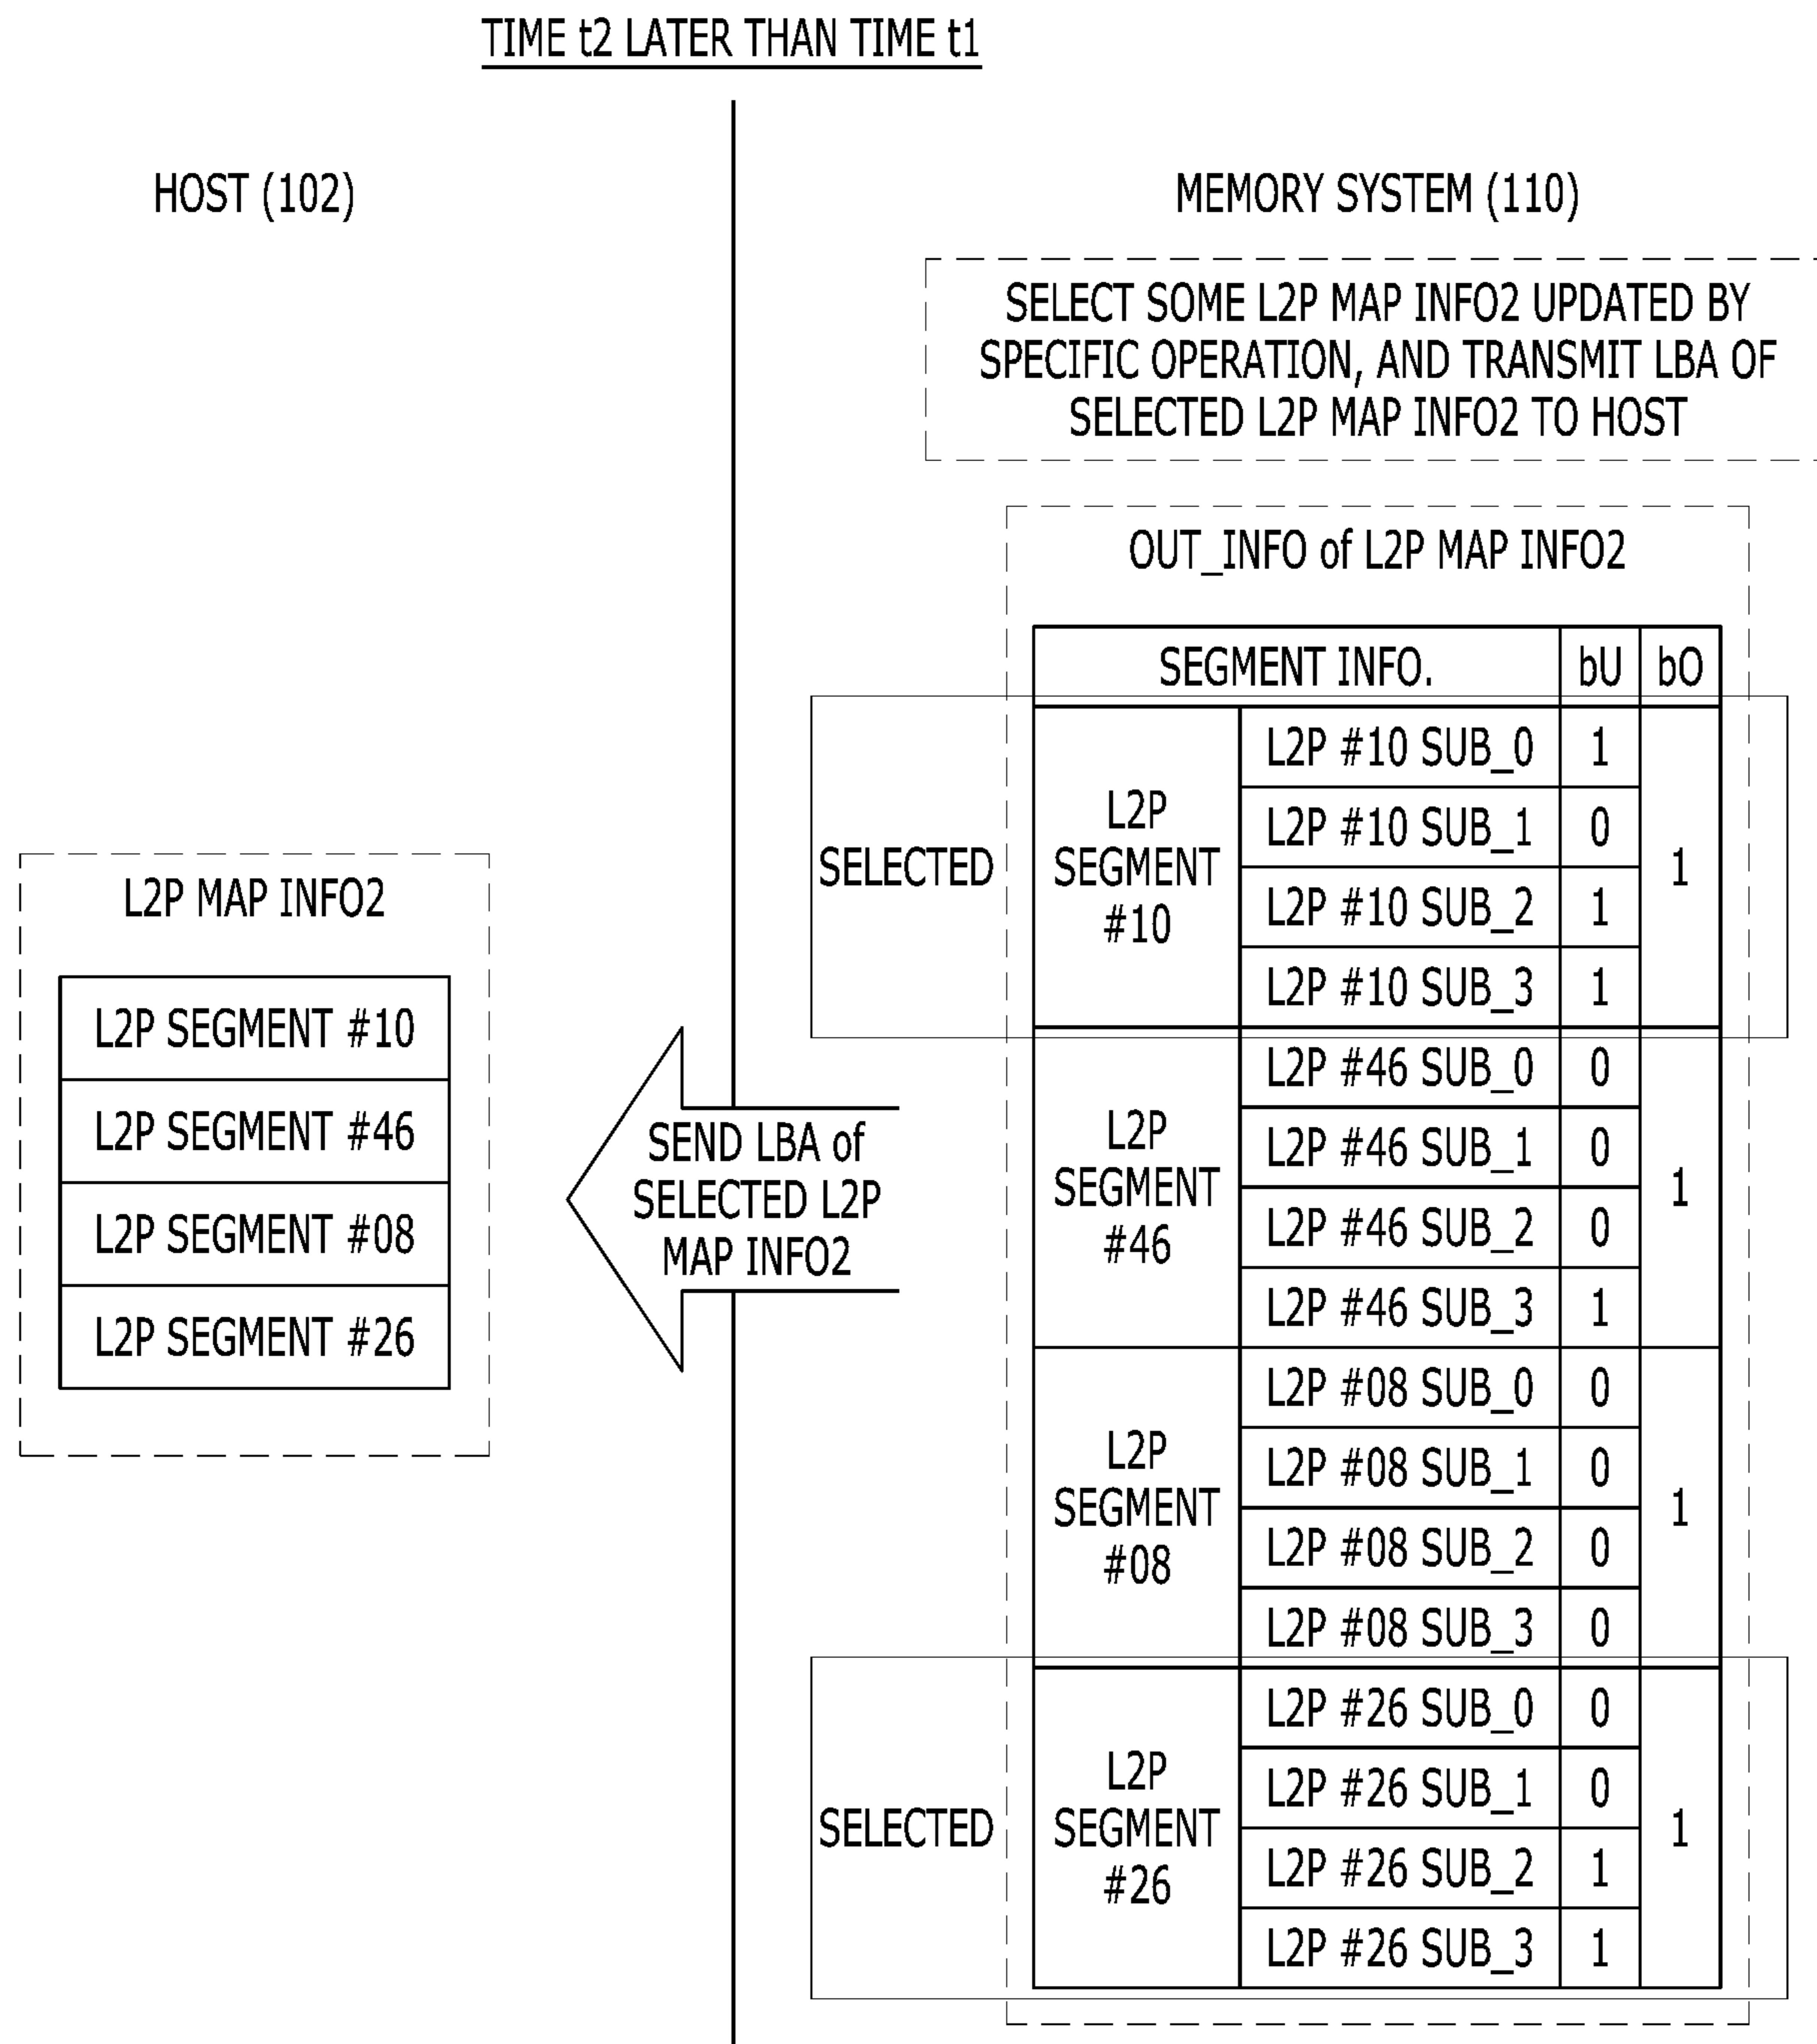 TIME t2 LATER THAN TIME t1
HOST (102)
MEMORY SYSTEM (110)
SELECT SOME L2P MAP INFO2 UPDATED BY
SPECIFIC OPERATION, AND TRANSMIT LBA OF
SELECTED L2P MAP INFO2 TO HOST
L2P MAP INFO2
L2P SEGMENT #10
L2P SEGMENT #46
L2P SEGMENT #08
L2P SEGMENT #26
SEND LBA of
SELECTED L2P
MAP INFO2
OUT_INFO of L2P MAP INFO2
SEGMENT INFO. bU bO
SELECTED
L2P
SEGMENT
#10
L2P #10 SUB_0 1
L2P #10 SUB_1 0
L2P #10 SUB_2 1
L2P #10 SUB_3 1
1
L2P
SEGMENT
#46
L2P #46 SUB_0 0
L2P #46 SUB_1 0
L2P #46 SUB_2 0
L2P #46 SUB_3 1
1
L2P
SEGMENT
#08
L2P #08 SUB_0 0
L2P #08 SUB_1 0
L2P #08 SUB_2 0
L2P #08 SUB_3 0
1
SELECTED
L2P
SEGMENT
#26
L2P #26 SUB_0 0
L2P #26 SUB_1 0
L2P #26 SUB_2 1
L2P #26 SUB_3 1
1